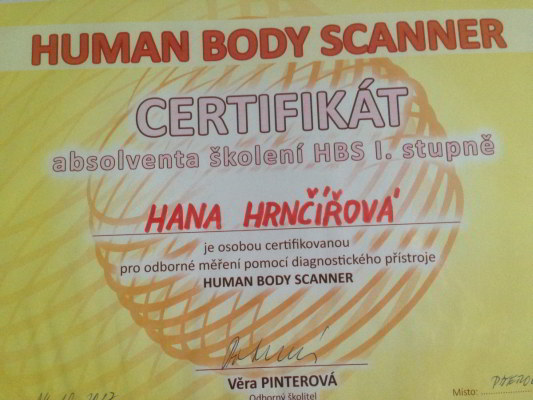 HUMAN BODY SCANNER
CERTIFIKÁT
absolventa školení HBS I. stupně
HANA HRNČÍŘOVÁ
je osobou certifikovanou
pro odborné měření pomocí diagnostického přístroje
HUMAN BODY SCANNER
Věra PINTEROVÁ
Odborný školitel
Místo: